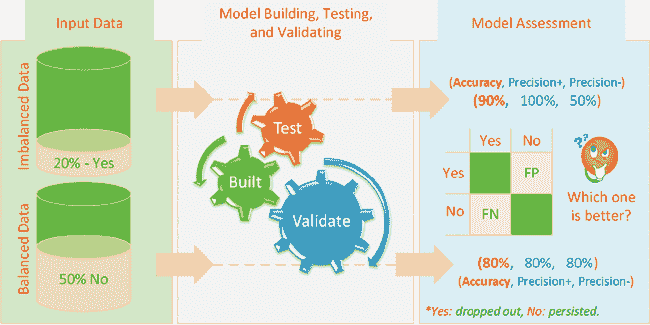 Input Data
Imbalanced Data
20% - Yes
Balanced Data
50% No
Model Building, Testing,
and Validating
Test
Built
Validate
Model Assessment
(Accuracy, Precision+, Precision-)
(90%, 100%, 50%)
Yes No
Yes FP
No FN
??
Which one
is better?
(80%, 80%, 80%)
(Accuracy, Precision+, Precision-)
*Yes: dropped out, No: persisted.